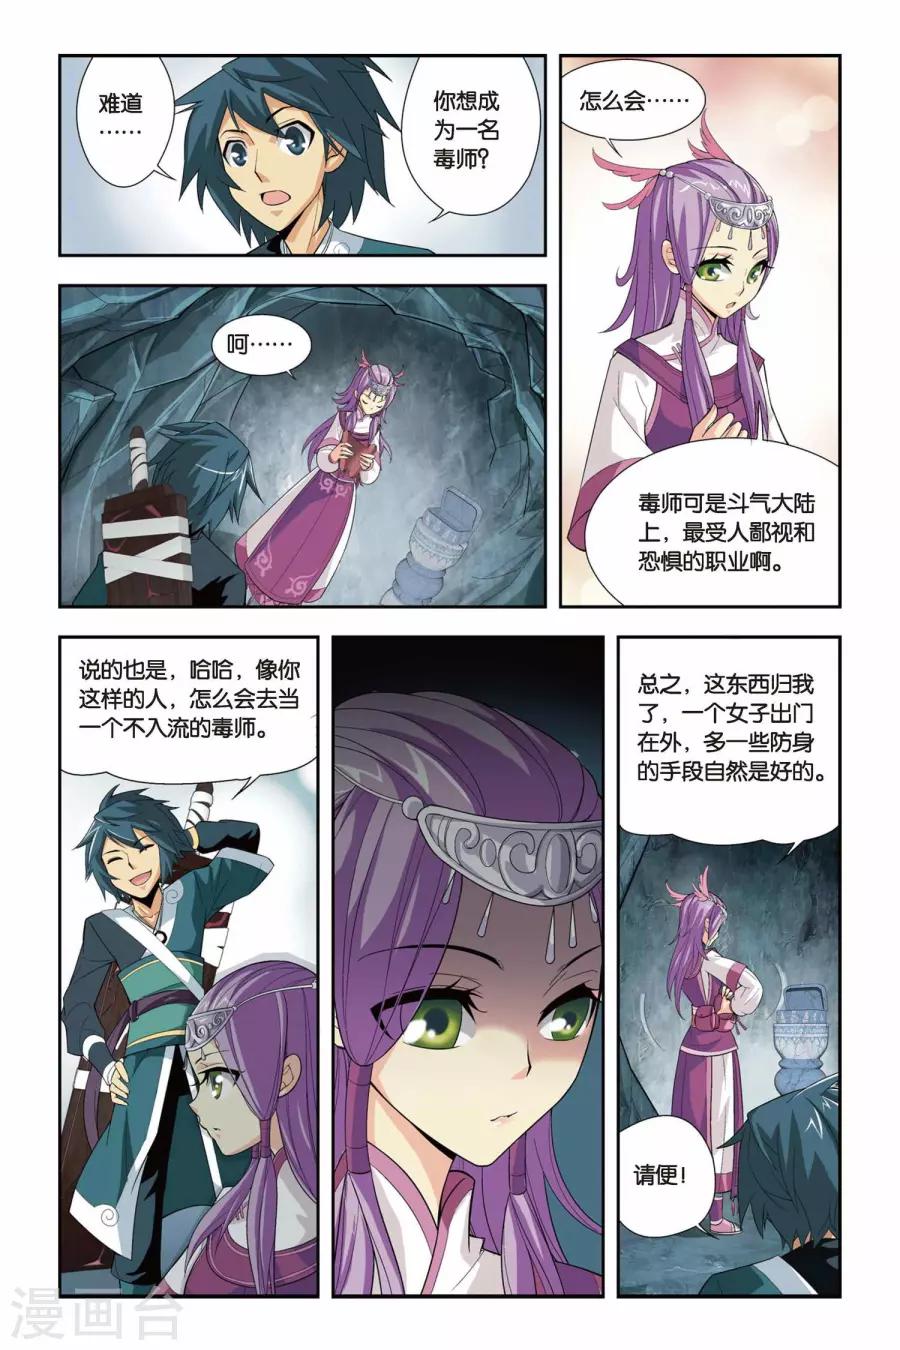 难道
……
你想成
为一名
毒师？
怎么会……
毒师可是斗气大陆
上，最受人鄙视和
恐惧的职业啊。
呵……
说的也是，哈哈，像你
这样的人，怎么会去当
一个不入流的毒师。
总之，这东西归我
了，一个女子出门
在外，多一些防身
的手段自然是好的。
请便！
漫画台